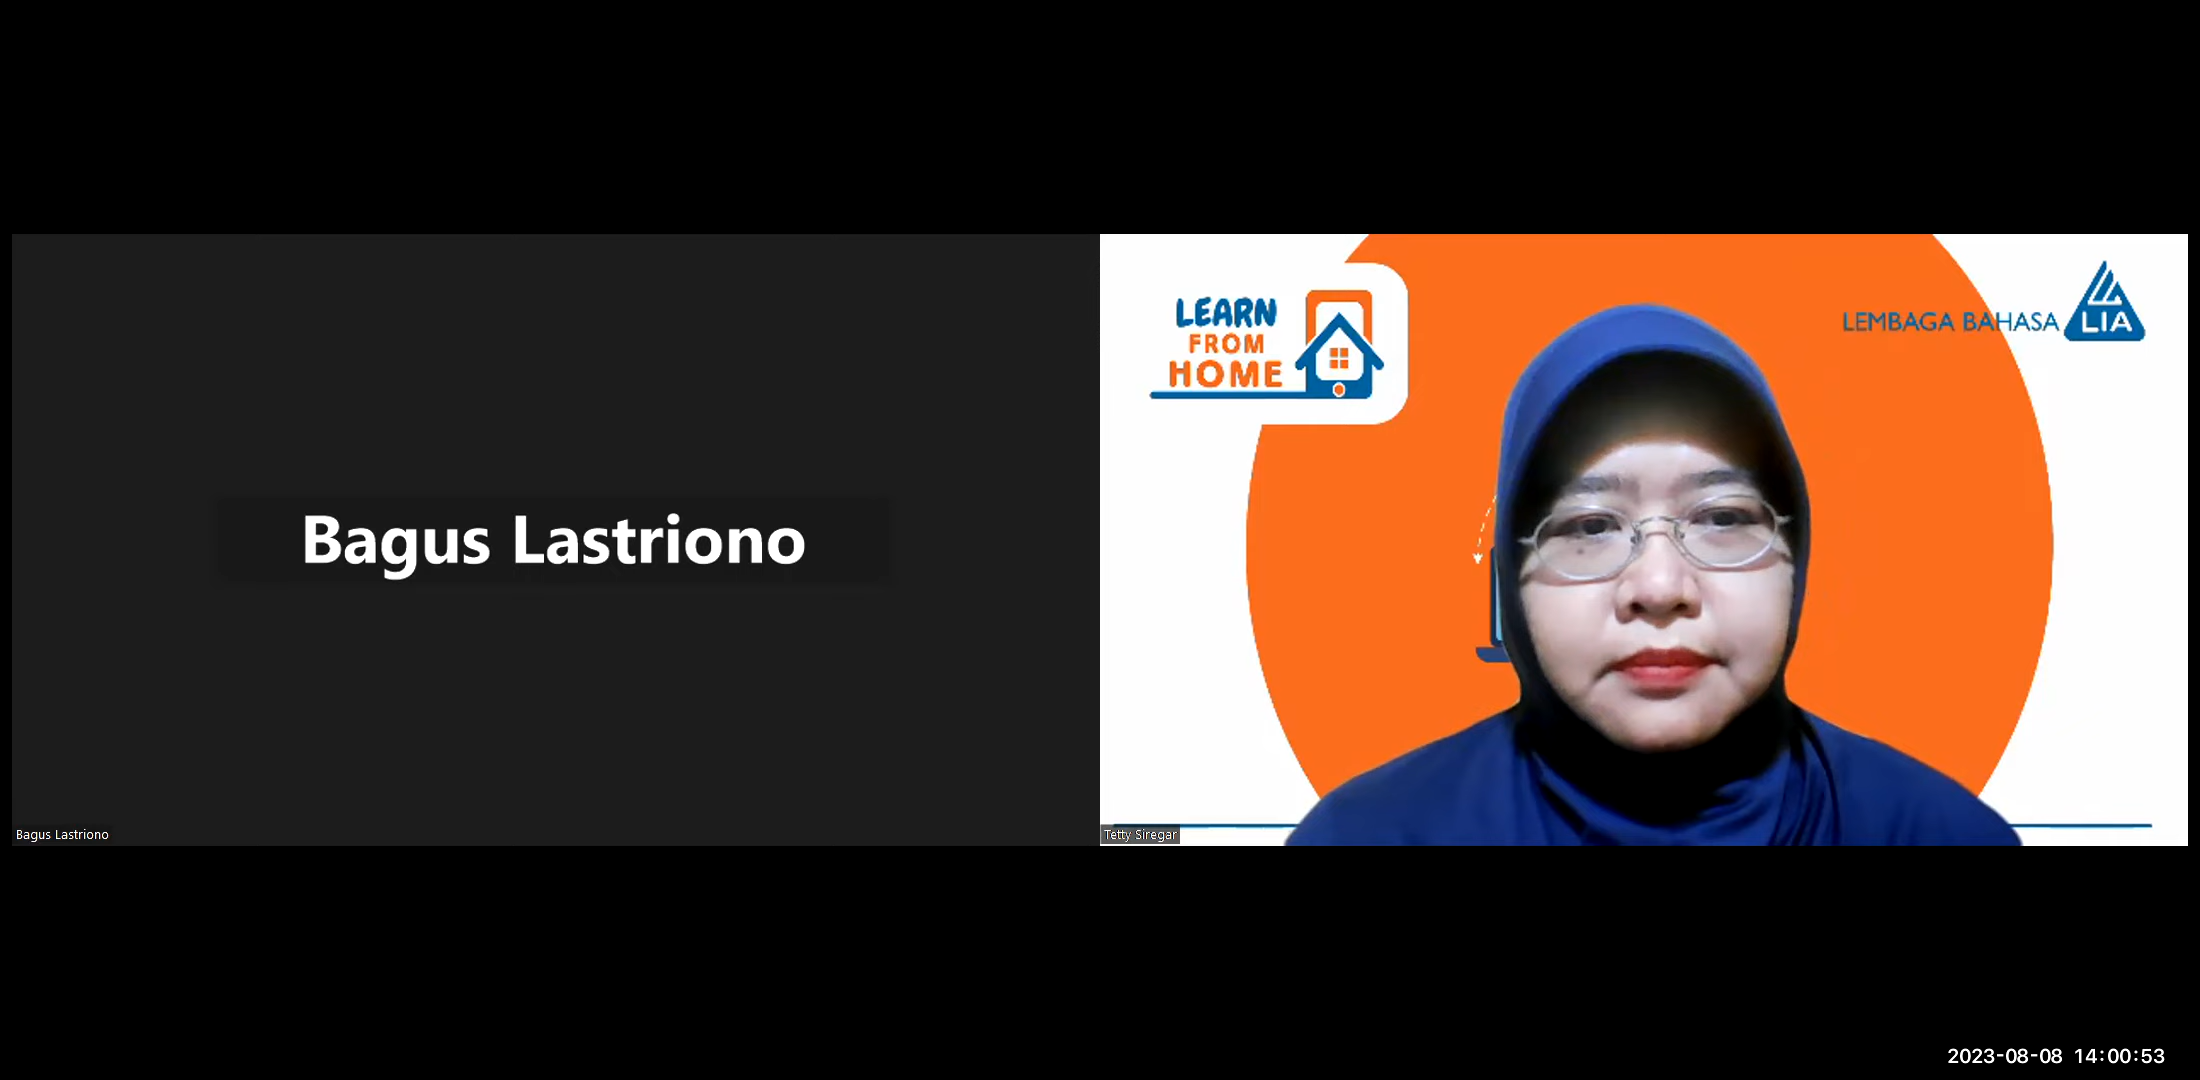 Bagus Lastriono
Bagus Lastriono
LEARN
FROM
HOME
LEMBAGA BAHASA LIA
Tetty Siregar
2023-08-08 14:00:53